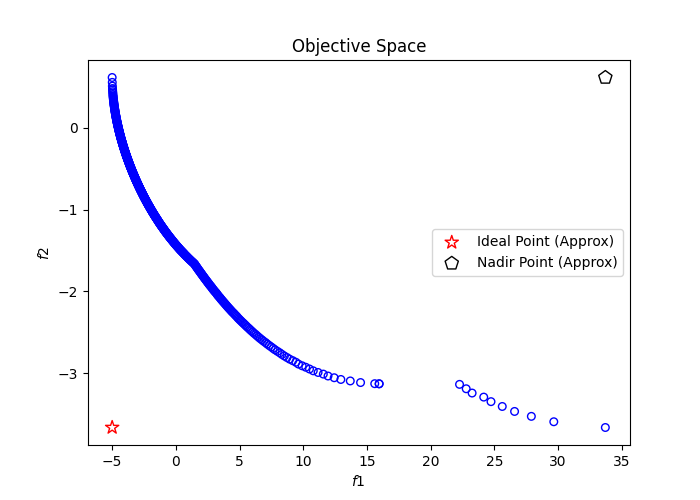 Objective Space
f2
0
−1
−2
−3
Ideal Point (Approx)
Nadir Point (Approx)
−5
0
5
10
15
20
25
30
35
f1